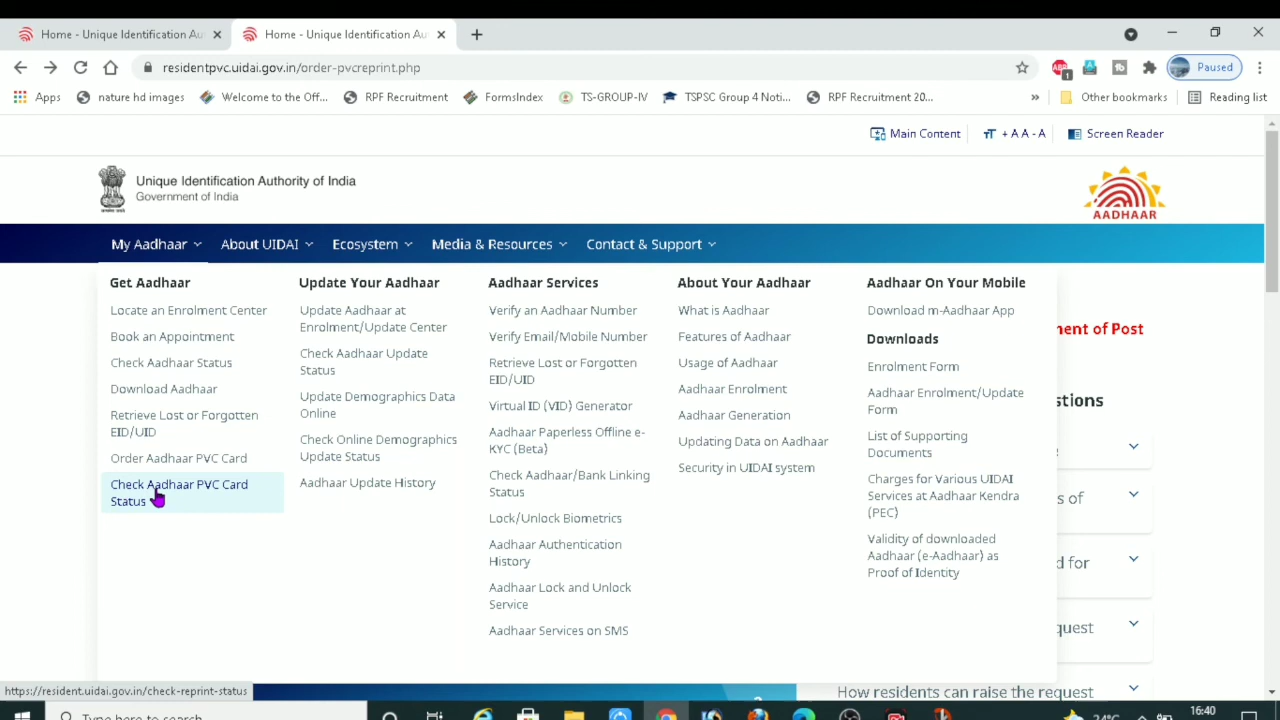 Home - Unique Identification Au
Home - Unique Identification Au
residentpvc.uidai.gov.in/order-pvcreprint.php
Paused
Apps
nature hd images
Welcome to the Off...
RPF Recruitment
FormsIndex
TS-GROUP-IV
TSPSC Group 4 Noti...
RPF Recruitment 20...
Other bookmarks
Reading list
Main Content
+ A A - A
Screen Reader
Unique Identification Authority of India
Government of India
AADHAAR
My Aadhaar
About UIDAI
Ecosystem
Media & Resources
Contact & Support
Get Aadhaar
Locate an Enrolment Center
Book an Appointment
Check Aadhaar Status
Download Aadhaar
Retrieve Lost or Forgotten
EID/UID
Order Aadhaar PVC Card
Check Aadhaar PVC Card
Status
Update Your Aadhaar
Update Aadhaar at
Enrolment/Update Center
Check Aadhaar Update
Status
Update Demographics Data
Online
Check Online Demographics
Update Status
Aadhaar Update History
Aadhaar Services
Verify an Aadhaar Number
Verify Email/Mobile Number
Retrieve Lost or Forgotten
EID/UID
Virtual ID (VID) Generator
Aadhaar Paperless Offline e-
KYC (Beta)
Check Aadhaar/Bank Linking
Status
Lock/Unlock Biometrics
Aadhaar Authentication
History
Aadhaar Lock and Unlock
Service
Aadhaar Services on SMS
About Your Aadhaar
What is Aadhaar
Features of Aadhaar
Usage of Aadhaar
Aadhaar Enrolment
Aadhaar Generation
Updating Data on Aadhaar
Security in UIDAI system
Aadhaar On Your Mobile
Download m-Aadhaar App
Downloads
Enrolment Form
Aadhaar Enrolment/Update
Form
List of Supporting
Documents
Charges for Various UIDAI
Services at Aadhaar Kendra
(PEC)
Validity of downloaded
Aadhaar (e-Aadhaar) as
Proof of Identity
of Post
s of
d for
quest
How residents can raise the request
https://resident.uidai.gov.in/check-reprint-status
Type here to search
24°C
16:40